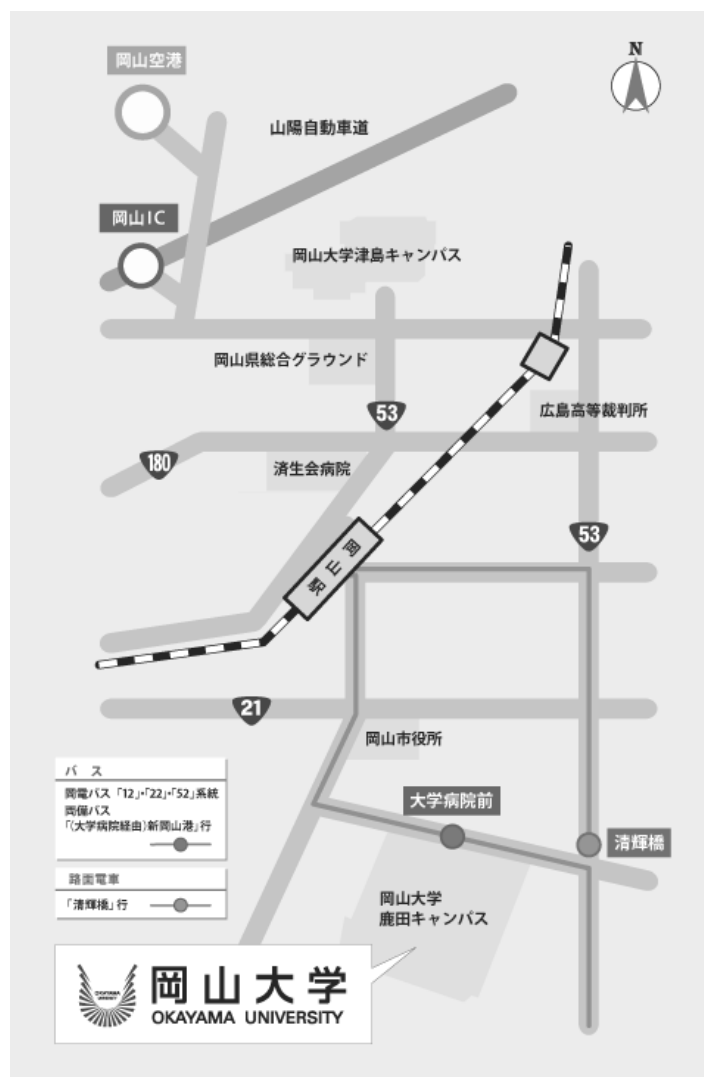 岡山空港
N
山陽自動車道
岡山IC
岡山大学津島キャンパス
岡山県総合グラウンド
53
広島高等裁判所
180
済生会病院
53
岡山駅
21
岡山市役所
バス
岡電バス「12」・「22」・「52」系統
両備バス
「(大学病院経由)新岡山港」行
路面電車
「清輝橋」行
大学病院前
清輝橋
岡山大学
鹿田キャンパス
OKAYAMA
UNIVERSITY
岡山大学
OKAYAMA UNIVERSITY